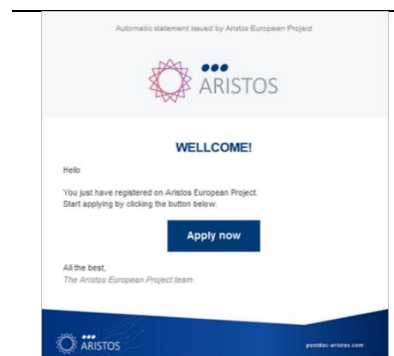 Automatic statement issued by Aristos European Project
ARISTOS
WELLCOME!
Hello
You just have registered on Aristos European Project.
Start applying by clicking the button below.
Apply now
All the best,
The Aristos European Project team.
ARISTOS
postdoc-aristos.com